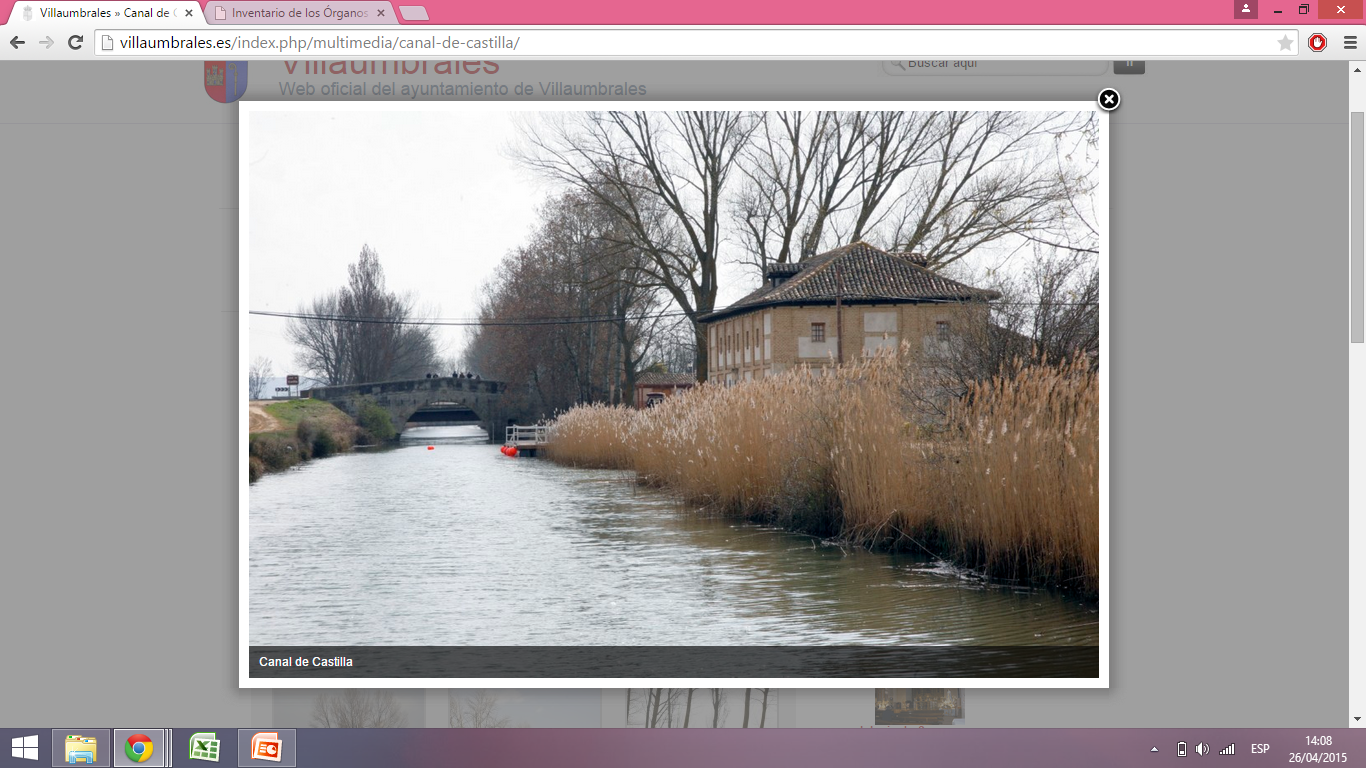 Villaumbrales » Canal de C
Inventario de los Órganos
villaumbrales.es/index.php/multimedia/canal-de-castilla/
Villaumbrales
Buscar aquí
Web oficial del ayuntamiento de Villaumbrales
Canal de Castilla
ESP
14:08
26/04/2015